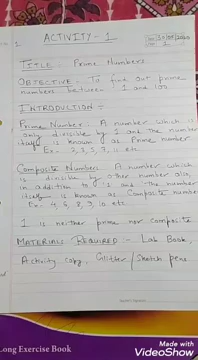 1
ACTIVITY - 1
TITLE :- Prime Numbers
OBJECTIVE :- To find out prime
numbers between 1 and 100
INTRODUCTION :-
Prime Number: A number which is
only divisible by 1 and the number
itself is known as Prime number
Ex:- 2, 3, 5, 7, 11 etc
Composite Number: A number which
is divisible by other number also,
in addition to '1 and the number
itself is known as Composite number
Ex: 4, 6, 8, 9, 10 etc
1 is neither prime nor composite
MATERIALS REQUIRED :- Lab Book,
Activity copy, Glitter / Sketch pens
Long Exercise Book
Made with
VideoShow